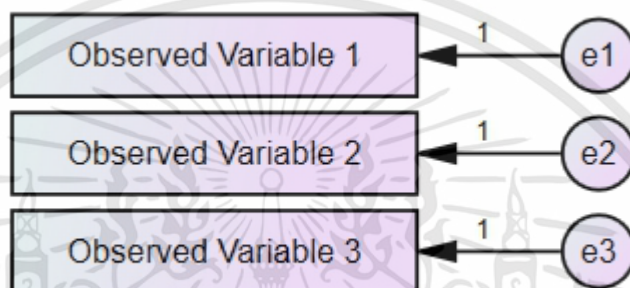 Observed Variable 1 1 e1
Observed Variable 2 1 e2
Observed Variable 3 1 e3